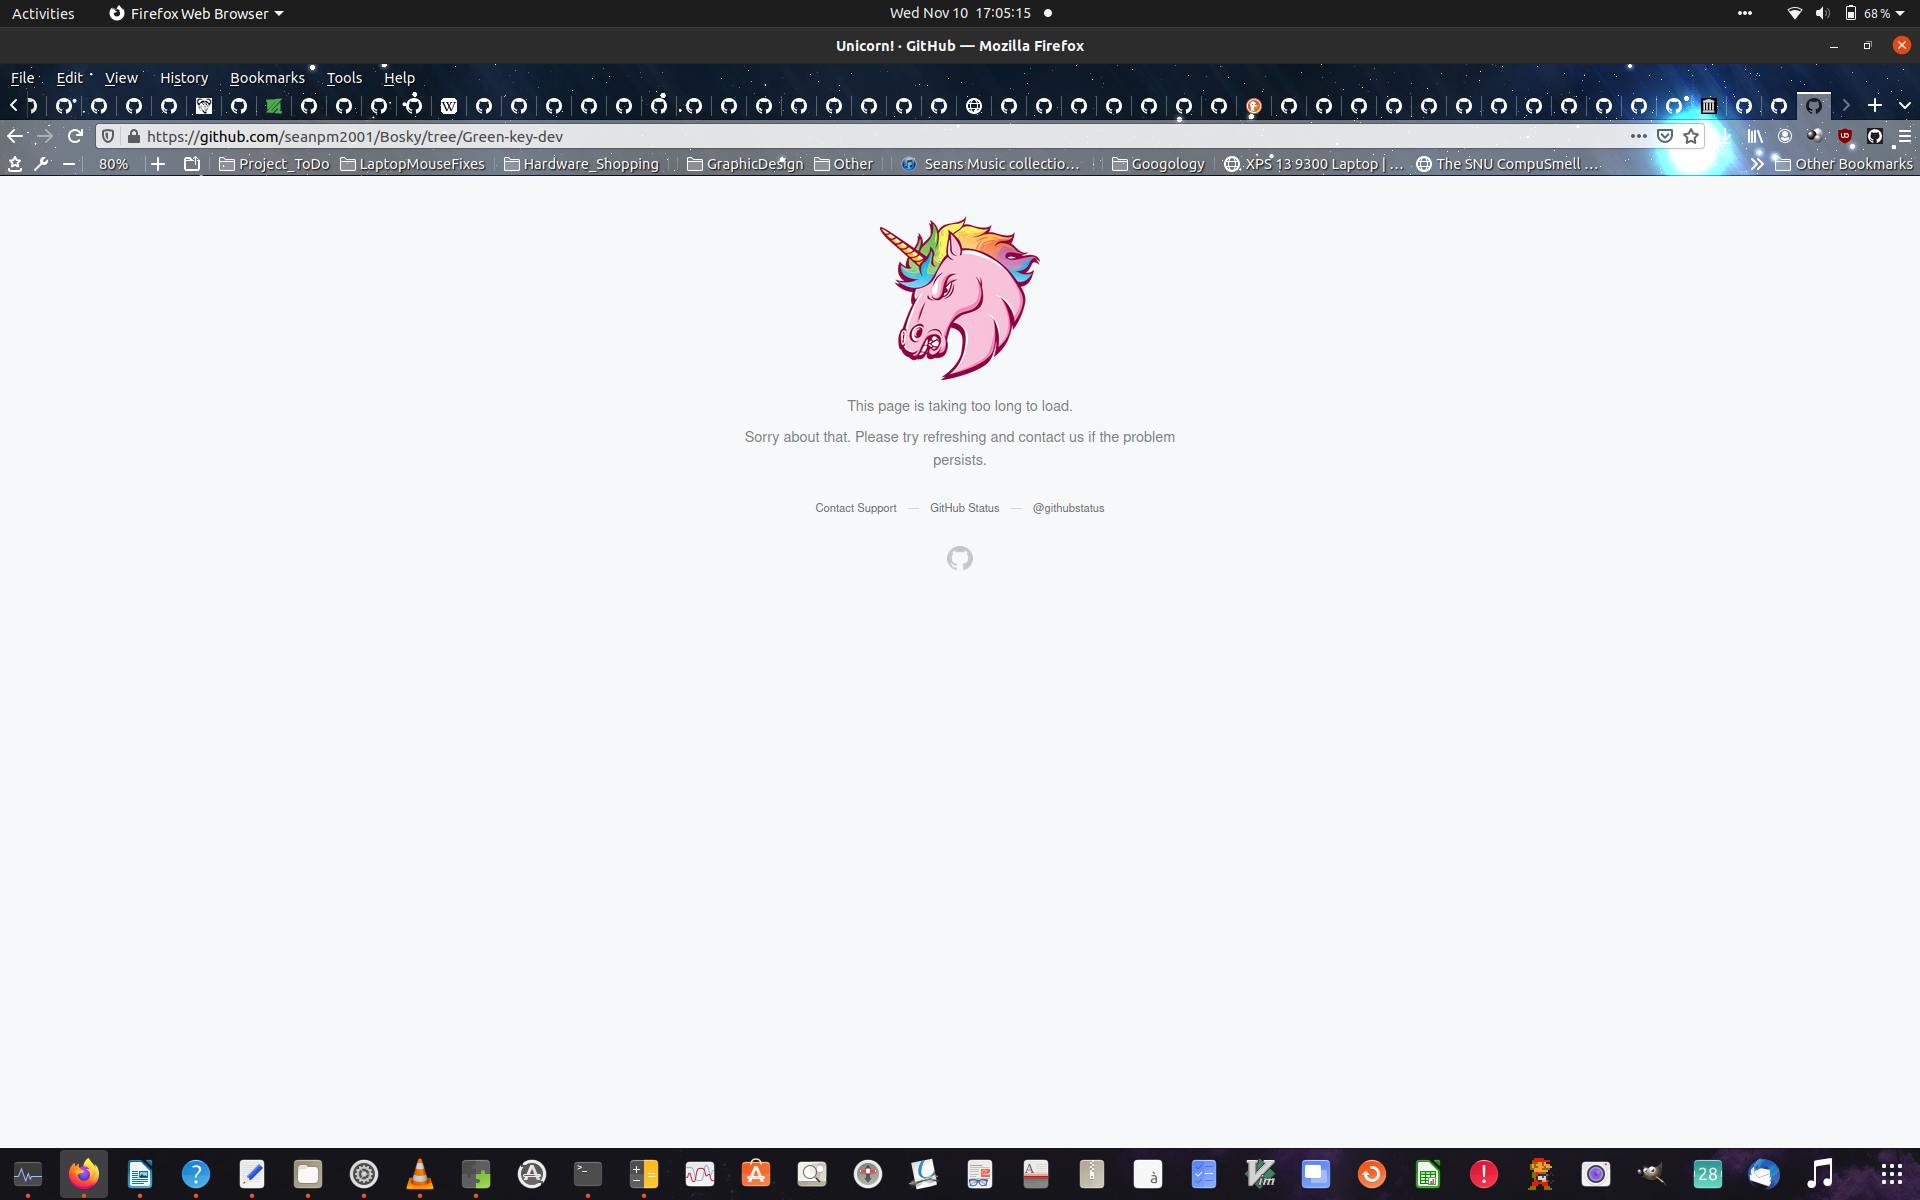 Activities Firefox Web Browser Wed Nov 10 17:05:15 68 %
Unicorn! · GitHub — Mozilla Firefox
File Edit View History Bookmarks Tools Help
W
https://github.com/seanpm2001/Bosky/tree/Green-key-dev
80% Project_ToDo LaptopMouseFixes Hardware_Shopping GraphicDesign Other Seans Music collectio… Googology XPS 13 9300 Laptop | … The SNU CompuSmell … Other Bookmarks
This page is taking too long to load.
Sorry about that. Please try refreshing and contact us if the problem
persists.
Contact Support — GitHub Status — @githubstatus
28